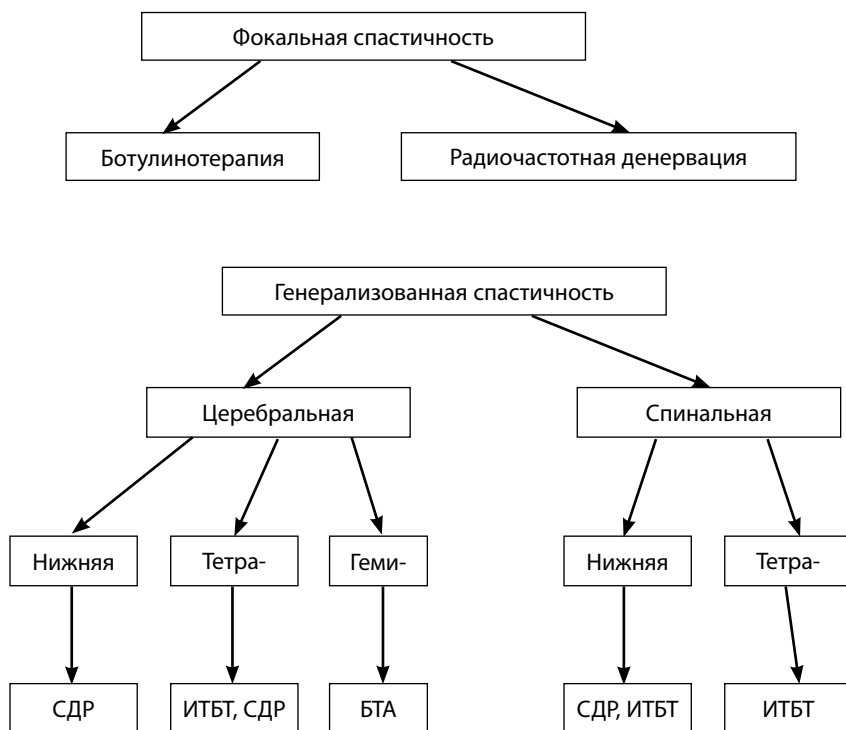 Фокальная спастичность
Ботулинотерапия
Радиочастотная денервация
Генерализованная спастичность
Церебральная
Спинальная
Нижняя
Тетра-
Геми-
Нижняя
Тетра-
СДР
ИТБТ, СДР
БТА
СДР, ИТБТ
ИТБТ